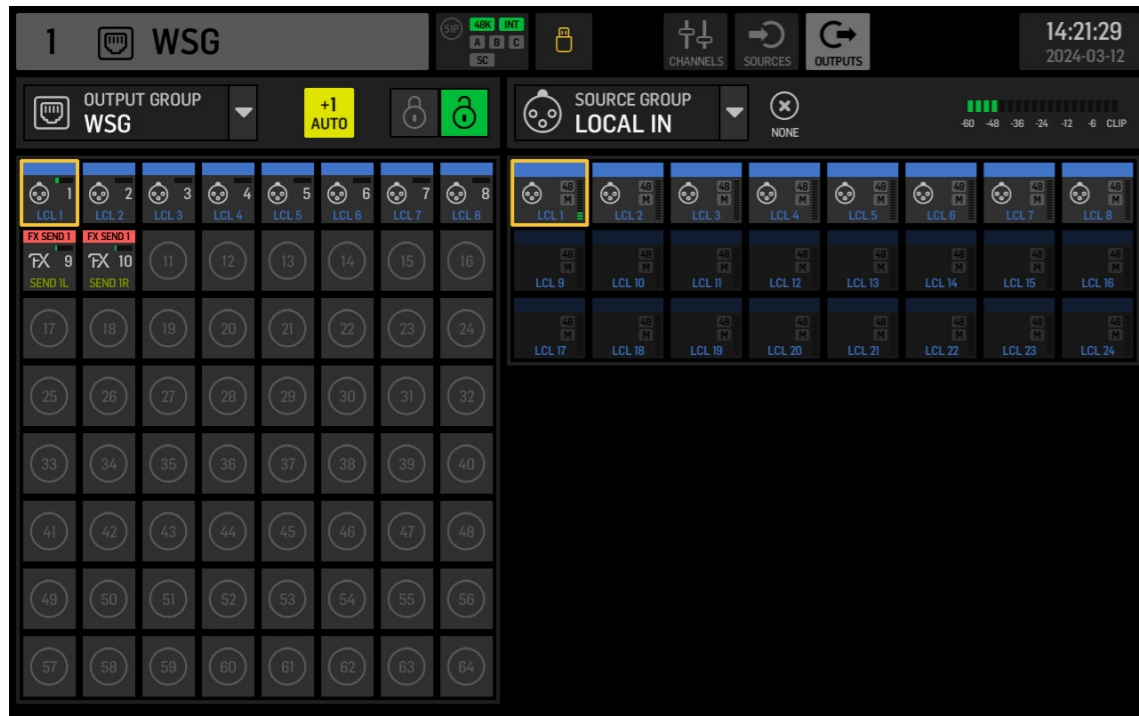 1 WSG SIP 48K INT A B C SC CHANNELS SOURCES OUTPUTS 14:21:29
2024-03-12
OUTPUT GROUP
WSG
+1
AUTO
SOURCE GROUP
LOCAL IN
NONE
-60 -48 -36 -24 -12 -6 CLIP
1 2 3 4 5 6 7 8
LCL 1 LCL 2 LCL 3 LCL 4 LCL 5 LCL 6 LCL 7 LCL 8
FX SEND 1 FX SEND 1
FX 9 FX 10 11 12 13 14 15 16
SEND 1L SEND 1R
17 18 19 20 21 22 23 24
25 26 27 28 29 30 31 32
33 34 35 36 37 38 39 40
41 42 43 44 45 46 47 48
49 50 51 52 53 54 55 56
57 58 59 60 61 62 63 64
48 48 48 48 48 48 48 48
M M M M M M M M
LCL 1 LCL 2 LCL 3 LCL 4 LCL 5 LCL 6 LCL 7 LCL 8
48 48 48 48 48 48 48 48
M M M M M M M M
LCL 9 LCL 10 LCL 11 LCL 12 LCL 13 LCL 14 LCL 15 LCL 16
48 48 48 48 48 48 48 48
M M M M M M M M
LCL 17 LCL 18 LCL 19 LCL 20 LCL 21 LCL 22 LCL 23 LCL 24